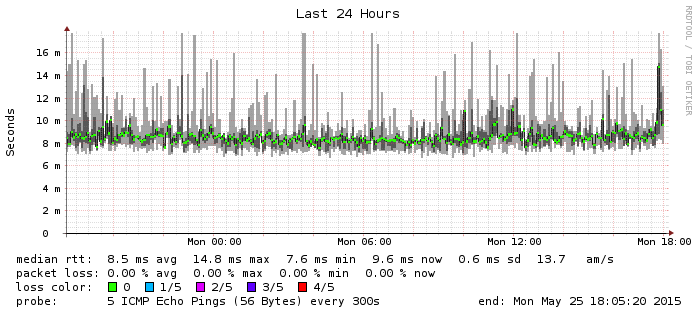 Last 24 Hours
RRDTOOL / TOBI OETIKER
Seconds
16 m
14 m
12 m
10 m
8 m
6 m
4 m
2 m
0
Mon 00:00 Mon 06:00 Mon 12:00 Mon 18:00
median rtt: 8.5 ms avg 14.8 ms max 7.6 ms min 9.6 ms now 0.6 ms sd 13.7 am/s
packet loss: 0.00 % avg 0.00 % max 0.00 % min 0.00 % now
loss color: 0 1/5 2/5 3/5 4/5
probe: 5 ICMP Echo Pings (56 Bytes) every 300s end: Mon May 25 18:05:20 2015